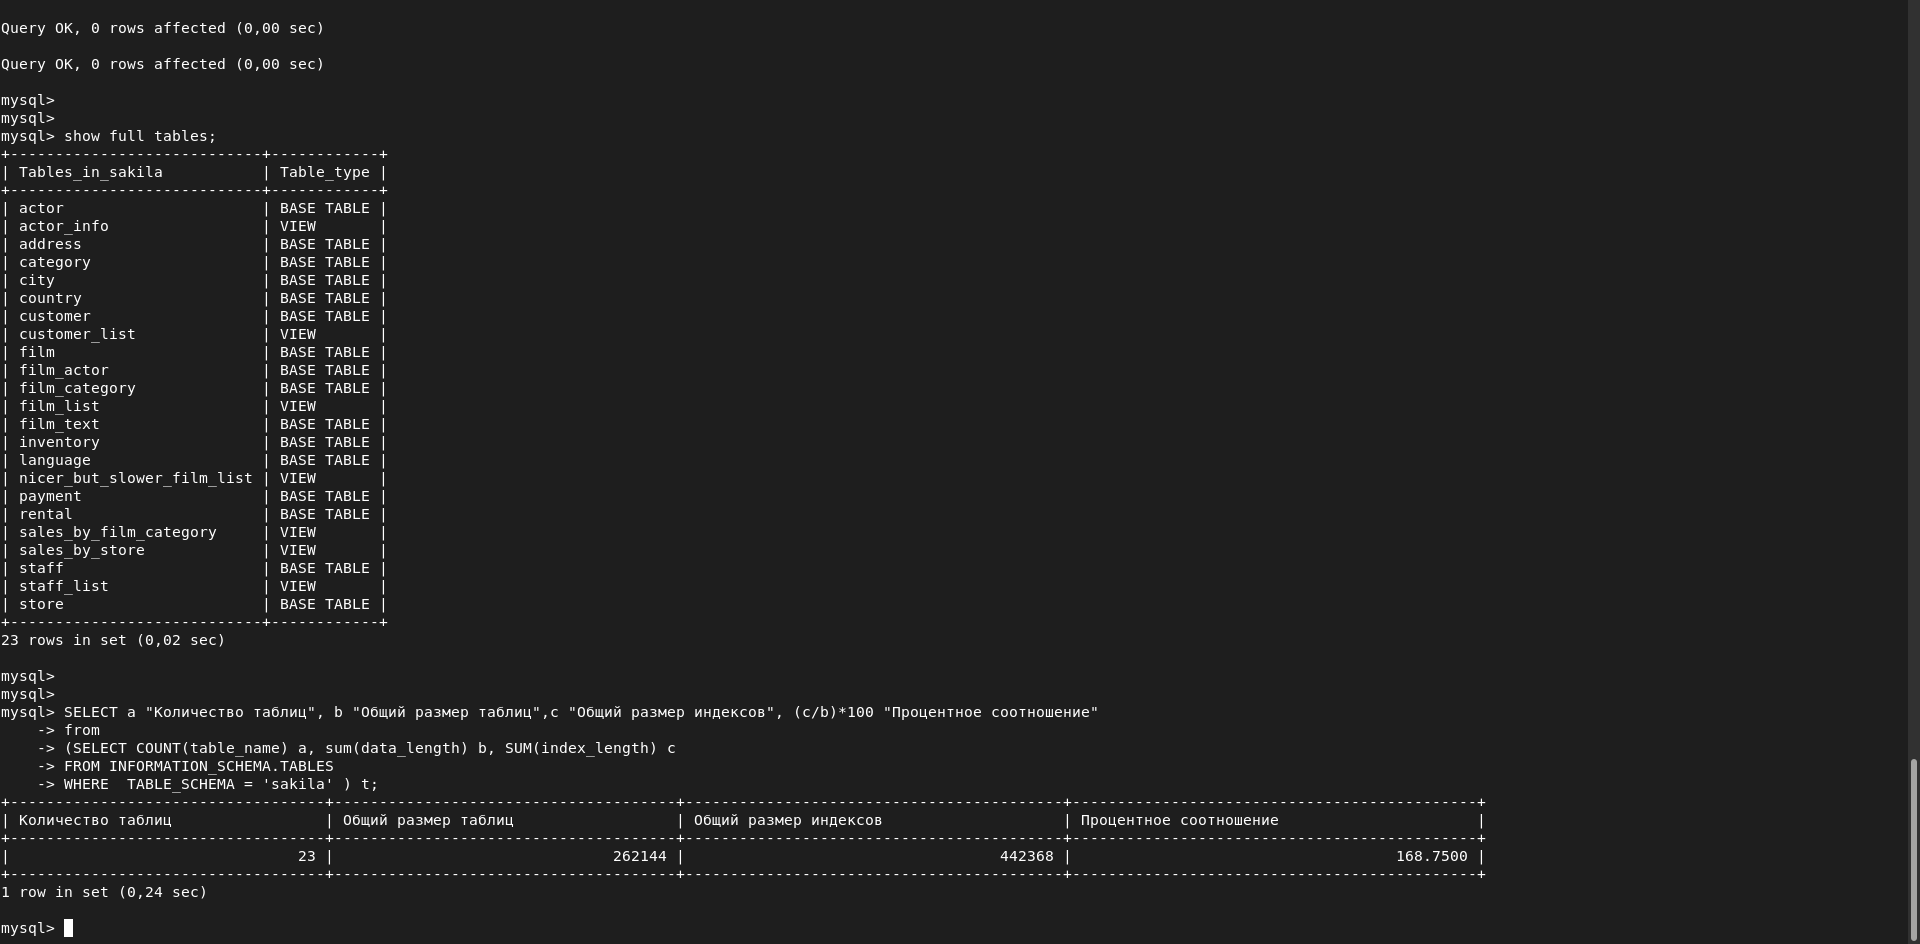 Query OK, 0 rows affected (0,00 sec)
Query OK, 0 rows affected (0,00 sec)
mysql>
mysql>
mysql> show full tables;
+----------------------------+------------+
| Tables_in_sakila           | Table_type |
+----------------------------+------------+
| actor                      | BASE TABLE |
| actor_info                 | VIEW       |
| address                    | BASE TABLE |
| category                   | BASE TABLE |
| city                       | BASE TABLE |
| country                    | BASE TABLE |
| customer                   | BASE TABLE |
| customer_list              | VIEW       |
| film                       | BASE TABLE |
| film_actor                 | BASE TABLE |
| film_category              | BASE TABLE |
| film_list                  | VIEW       |
| film_text                  | BASE TABLE |
| inventory                  | BASE TABLE |
| language                   | BASE TABLE |
| nicer_but_slower_film_list | VIEW       |
| payment                    | BASE TABLE |
| rental                     | BASE TABLE |
| sales_by_film_category     | VIEW       |
| sales_by_store             | VIEW       |
| staff                      | BASE TABLE |
| staff_list                 | VIEW       |
| store                      | BASE TABLE |
+----------------------------+------------+
23 rows in set (0,02 sec)
mysql>
mysql>
mysql> SELECT a "Количество таблиц", b "Общий размер таблиц",c "Общий размер индексов", (c/b)*100 "Процентное соотношение"
    -> from
    -> (SELECT COUNT(table_name) a, sum(data_length) b, SUM(index_length) c
    -> FROM INFORMATION_SCHEMA.TABLES
    -> WHERE  TABLE_SCHEMA = 'sakila' ) t;
+-----------------------------------+--------------------------------------+------------------------------------------+---------------------------------------------+
| Количество таблиц                 | Общий размер таблиц                  | Общий размер индексов                    | Процентное соотношение                      |
+-----------------------------------+--------------------------------------+------------------------------------------+---------------------------------------------+
|                                23 |                               262144 |                                   442368 |                                    168.7500 |
+-----------------------------------+--------------------------------------+------------------------------------------+---------------------------------------------+
1 row in set (0,24 sec)
mysql>